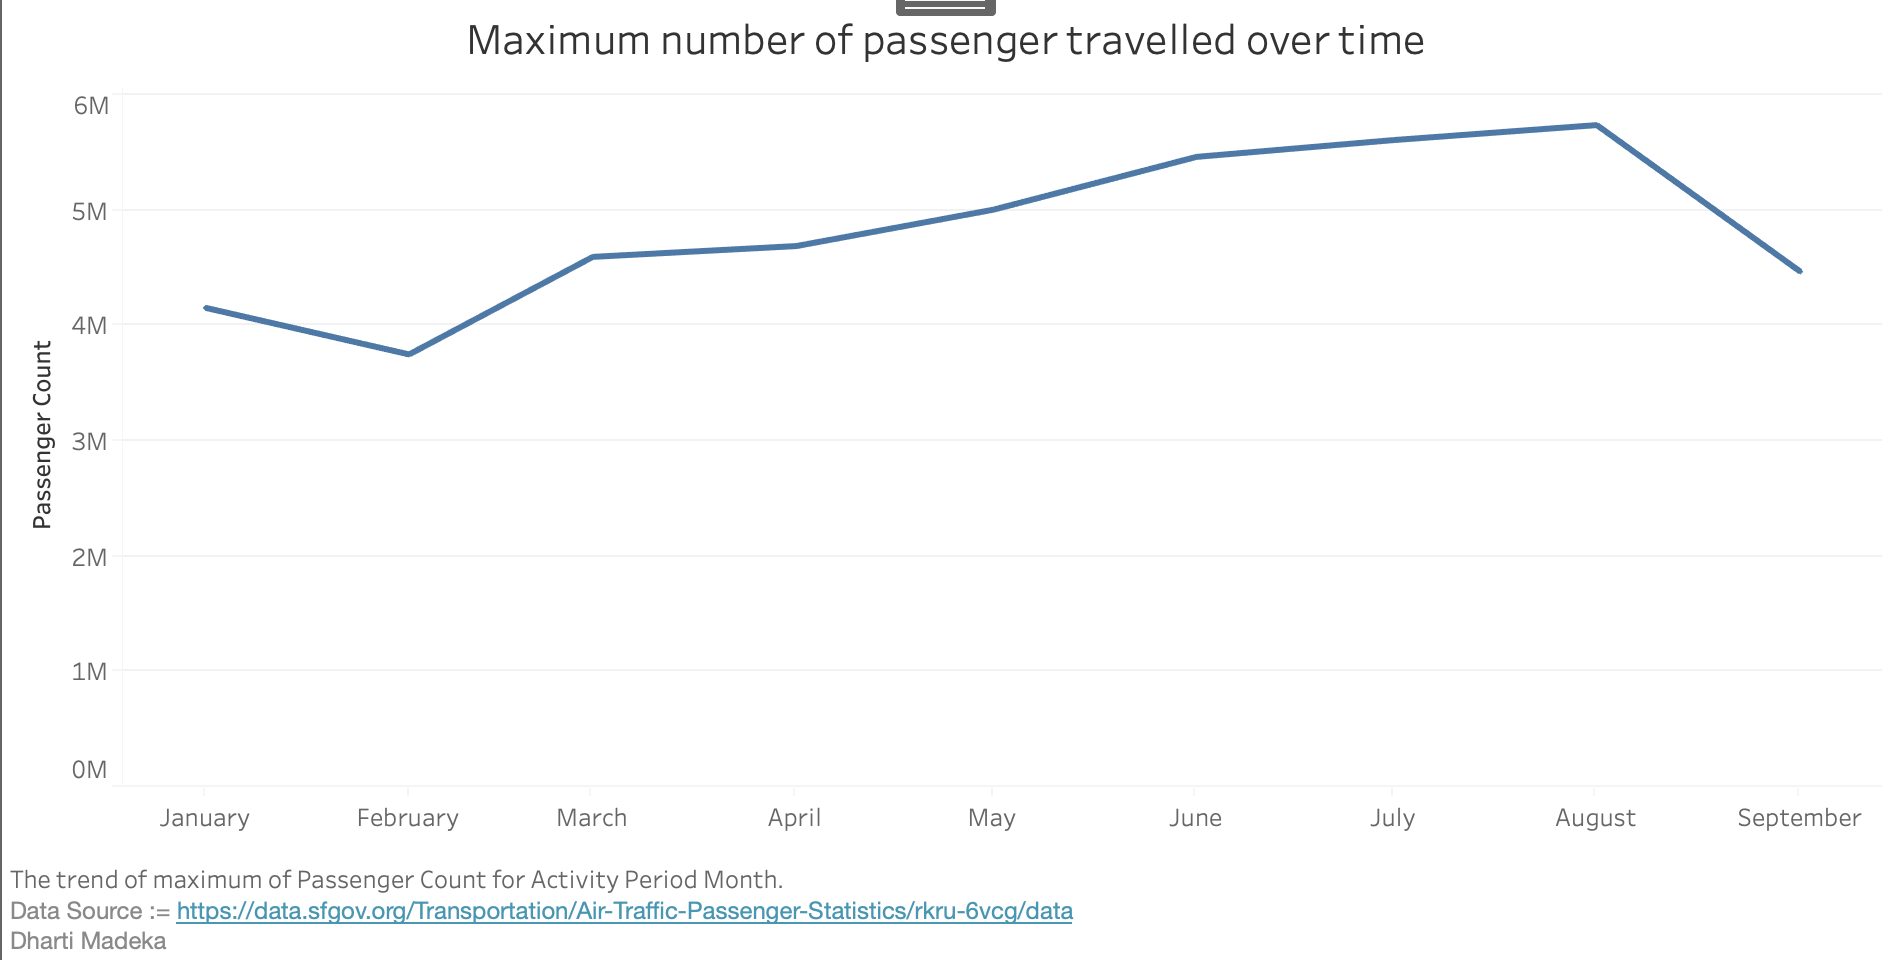 Maximum number of passenger travelled over time
6M
5M
4M
3M
2M
1M
0M
Passenger Count
January February March April May June July August September
The trend of maximum of Passenger Count for Activity Period Month.
Data Source := https://data.sfgov.org/Transportation/Air-Traffic-Passenger-Statistics/rkru-6vcg/data
Dharti Madeka